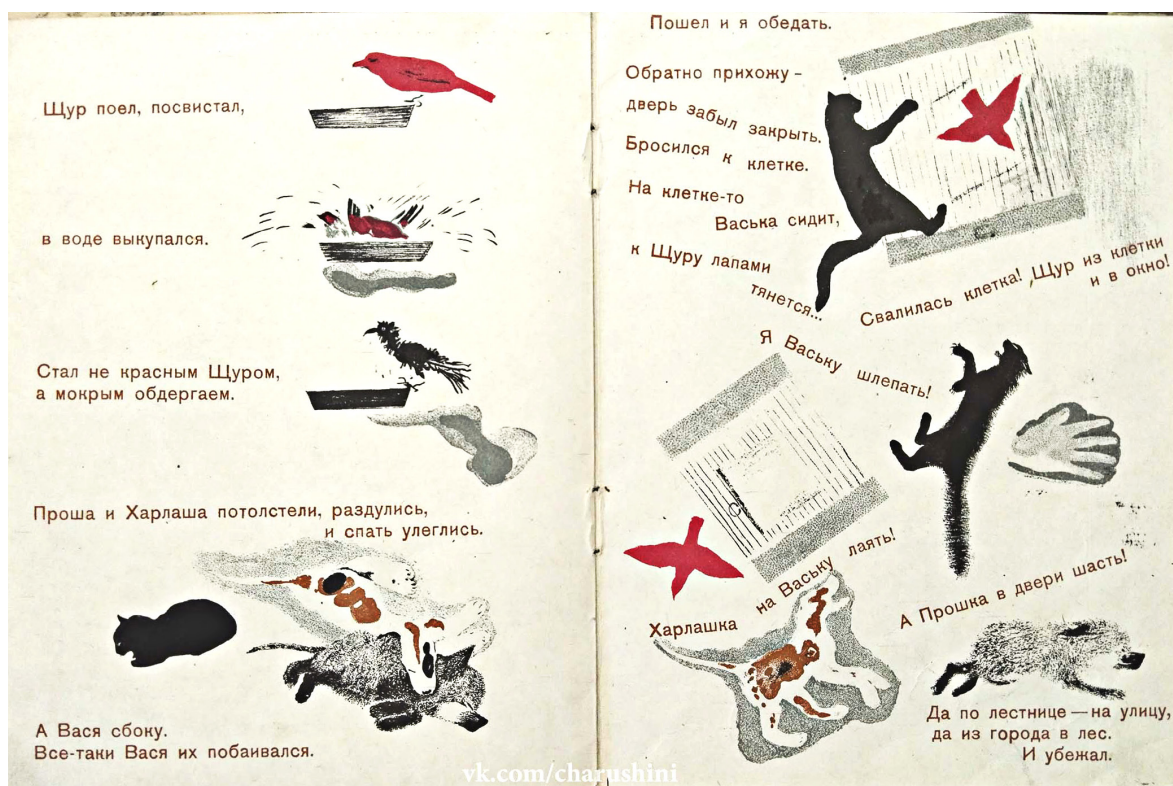 Щур поел, посвистал,
в воде выкупался.
Стал не красным Щуром,
а мокрым обдергаем.
Проша и Харлаша потолстели, раздулись,
и спать улеглись.
А Вася сбоку.
Все-таки Вася их побаивался.
Пошел и я обедать.
Обратно прихожу -
дверь забыл закрыть.
Бросился к клетке.
На клетке-то
Васька сидит,
к Щуру лапами
тянется...
Свалилась клетка! Щур из клетки
и в окно!
Я Ваську шлепать!
Харлашка на Ваську лаять!
А Прошка в двери шасть!
Да по лестнице — на улицу,
да из города в лес.
И убежал.
vk.com/charushini